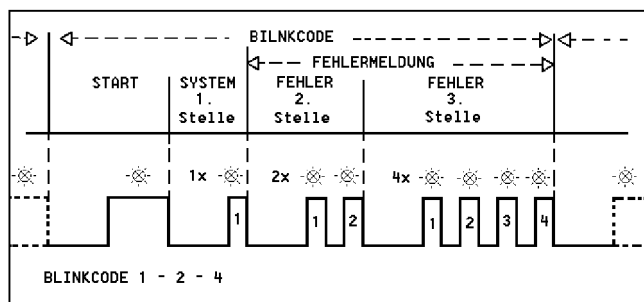 BILNKCODE
FEHLERMELDUNG
START
SYSTEM
1.
Stelle
FEHLER
2.
Stelle
FEHLER
3.
Stelle
1x
2x
4x
1
1
2
1
2
3
4
BLINKCODE 1 - 2 - 4